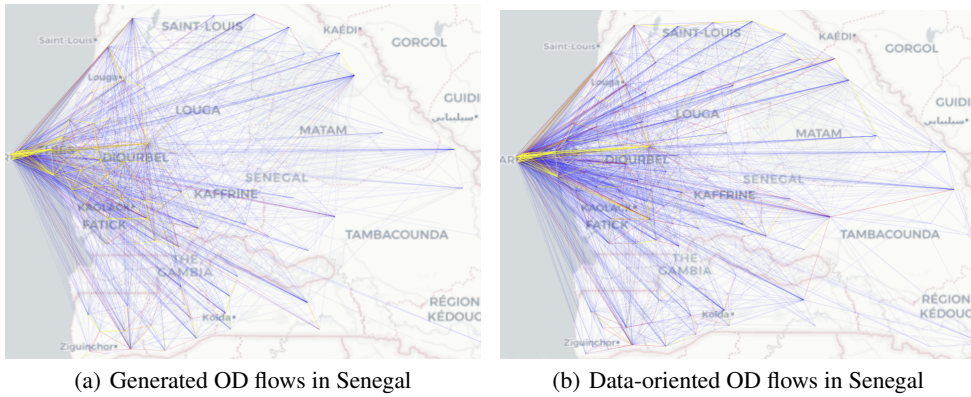 SAINT-LOUIS
KAÉDI
GORGOL
Saint-Louis
Louga
GUIDI
سيليبابي
LOUGA
MATAM
DIOURBEL
SENEGAL
KAFFRINE
KAOLACK
FATICK
TAMBACOUNDA
THE
GAMBIA
RÉGION
KÉDOUG
Kolda
Ziguinchor
(a) Generated OD flows in Senegal
SAINT-LOUIS
KAÉDI
GORGOL
Saint-Louis
Louga
GUIDI
سيليبابي
LOUGA
MATAM
DIOURBEL
SENEGAL
KAFFRINE
KAOLACK
FATICK
TAMBACOUNDA
THE
GAMBIA
RÉGION
KÉDOUG
Kolda
Ziguinchor
(b) Data-oriented OD flows in Senegal